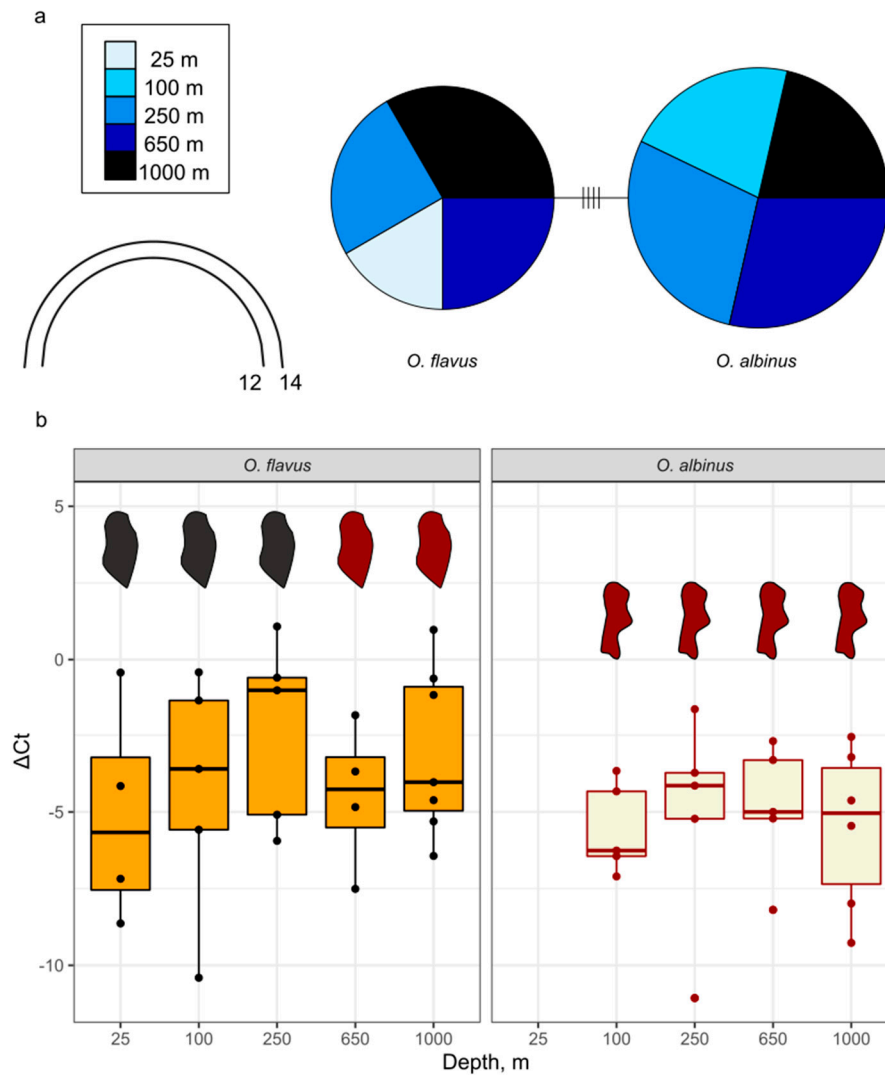 a
25 m
100 m
250 m
650 m
1000 m
12 14
O. flavus
O. albinus
b
O. flavus
O. albinus
5
0
-5
-10
ΔCt
25 100 250 650 1000 25 100 250 650 1000
Depth, m